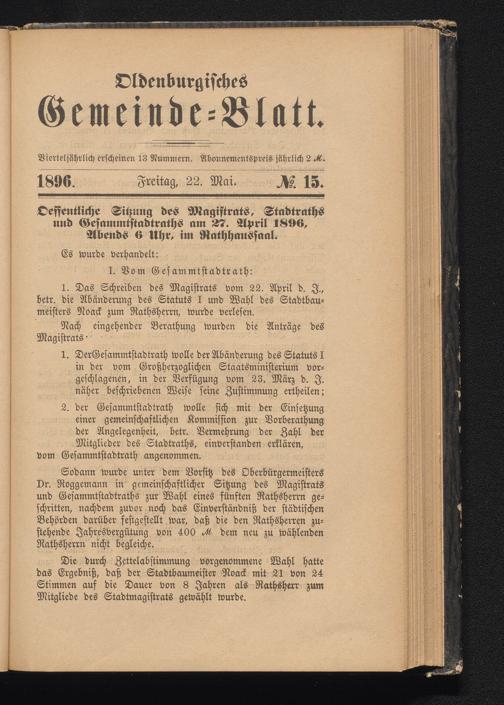 Oldenburgisches
Gemeinde=Blatt.
Vierteljährlich erscheinen 13 Nummern. Abonnementspreis jährlich 2 ℳ.
1896. Freitag, 22. Mai. №. 15.
Oeffentliche Sitzung des Magistrats, Stadtraths
und Gesammtstadtraths am 27. April 1896,
Abends 6 Uhr, im Rathhaussaal.
Es wurde verhandelt:
I. Vom Gesammtstadtrath:
1. Das Schreiben des Magistrats vom 22. April d. J.,
betr. die Abänderung des Statuts I und Wahl des Stadtbau-
meisters Noack zum Rathsherrn, wurde verlesen.
Nach eingehender Berathung wurden die Anträge des
Magistrats·
1. DerGesammtstadtrath wolle der Abänderung des Statuts I
in der vom Großherzoglichen Staatsministerium vor-
geschlagenen, in der Verfügung vom 23. März d. J.
näher beschriebenen Weise seine Zustimmung ertheilen;
2. der Gesammtstadtrath wolle sich mit der Einsetzung
einer gemeinschaftlichen Kommission zur Vorberathung
der Angelegenheit, betr. Vermehrung der Zahl der
Mitglieder des Stadtraths, einverstanden erklären,
vom Gesammtstadtrath angenommen.
Sodann wurde unter dem Vorsitz des Oberbürgermeisters
Dr. Roggemann in gemeinschaftlicher Sitzung des Magistrats
und Gesammtstadtraths zur Wahl eines fünften Rathsherrn ge-
schritten, nachdem zuvor noch das Einverständniß der städtischen
Behörden darüber festgestellt war, daß die den Rathsherren zu-
stehende Jahresvergütung von 400 ℳ dem neu zu wählenden
Rathsherrn nicht begleiche.
Die durch Zettelabstimmung vorgenommene Wahl hatte
das Ergebniß, daß der Stadtbaumeister Noack mit 21 von 24
Stimmen auf die Dauer von 8 Jahren als Rathsherr zum
Mitgliede des Stadtmagistrats gewählt wurde.